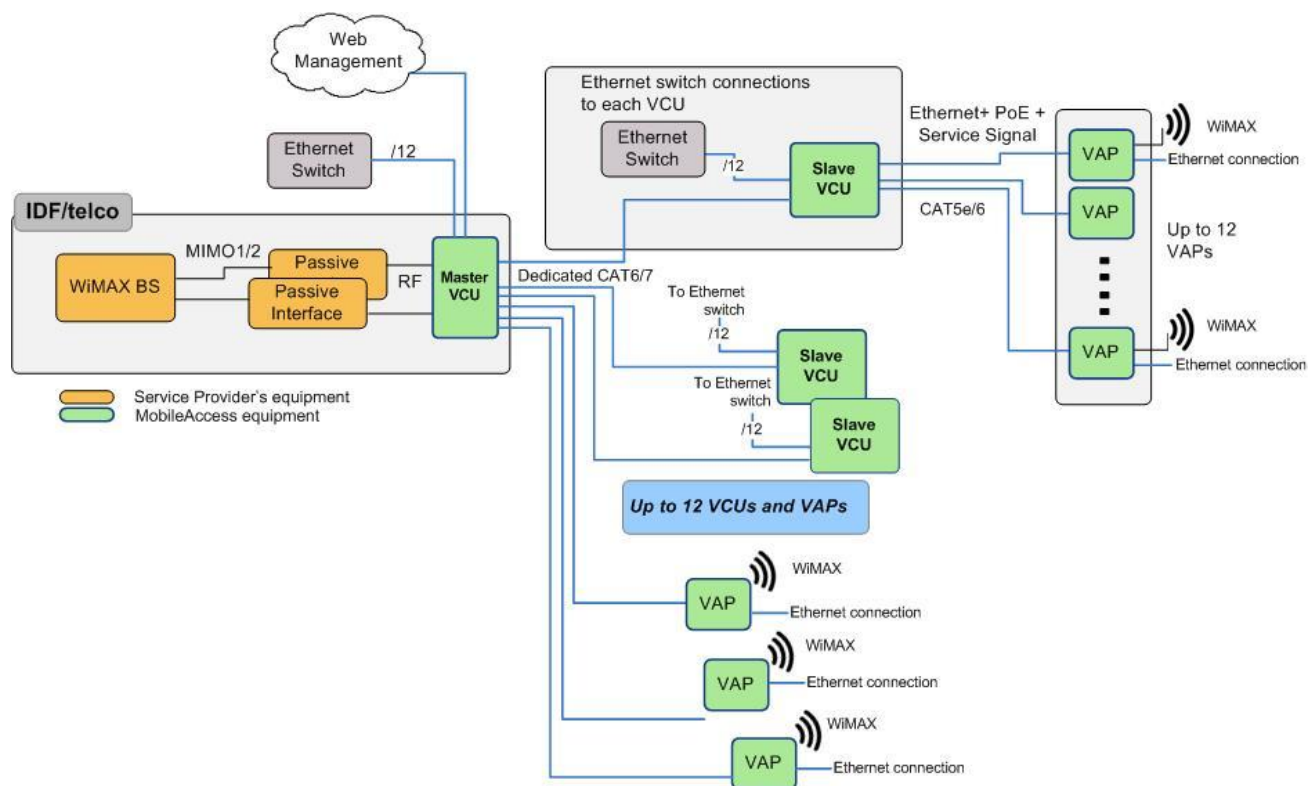 Web
Management
Ethernet
Switch
/12
IDF/telco
MIMO1/2
WiMAX BS
Passive
Passive
Interface
RF
Master
VCU
Service Provider's equipment
MobileAccess equipment
Ethernet switch connections
to each VCU
Ethernet
Switch
/12
Slave
VCU
Ethernet+ PoE +
Service Signal
CAT5e/6
VAP
WiMAX
Ethernet connection
VAP
Up to 12
VAPs
VAP
WiMAX
Ethernet connection
Dedicated CAT6/7
To Ethernet
switch
/12
Slave
VCU
To Ethernet
switch
/12
Slave
VCU
Up to 12 VCUs and VAPs
VAP
WiMAX
Ethernet connection
VAP
WiMAX
Ethernet connection
VAP
WiMAX
Ethernet connection